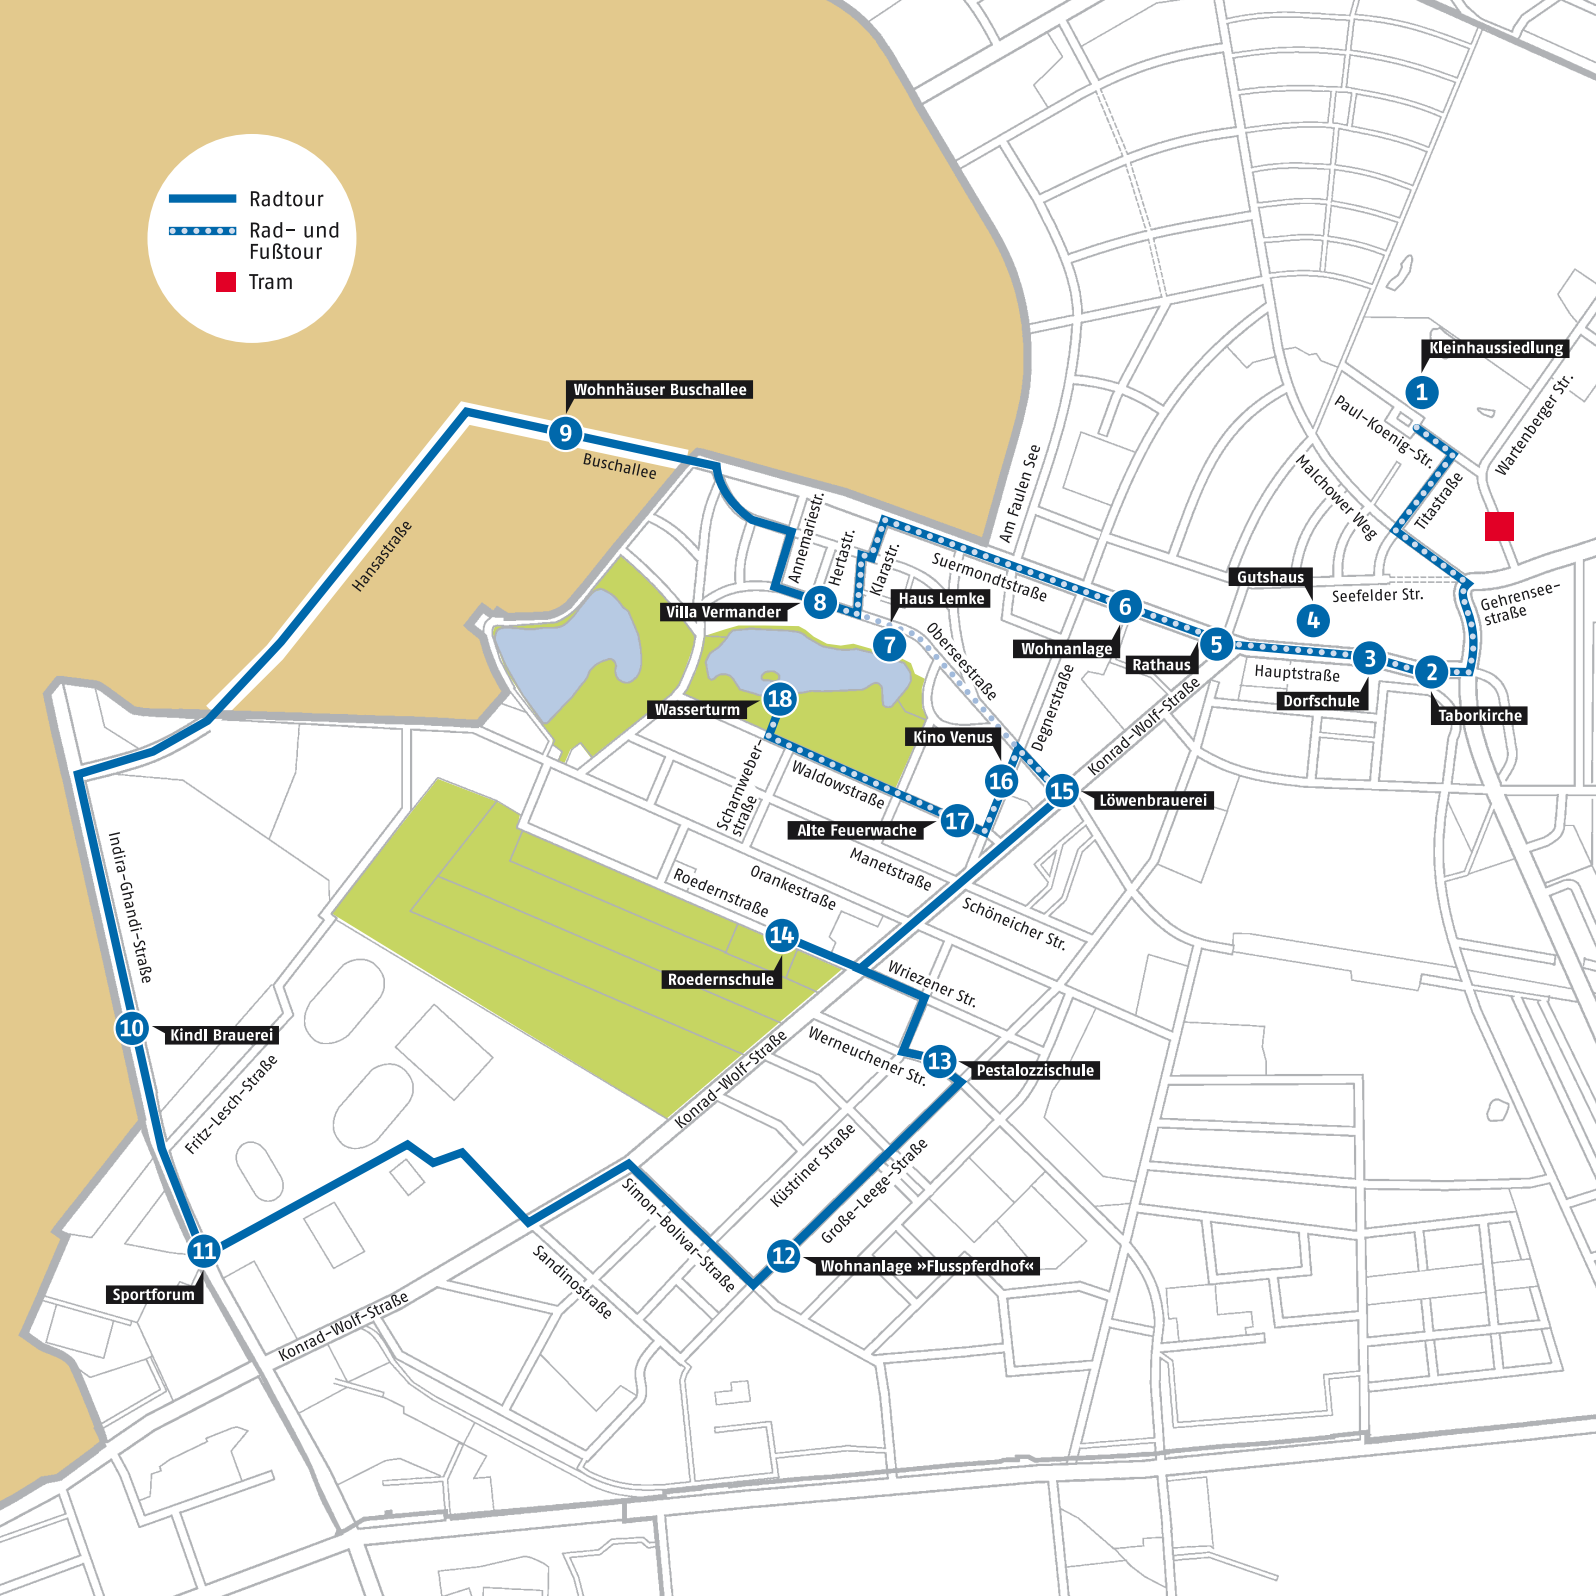 Radtour
Rad- und
Fußtour
Tram
Kleinhaussiedlung
1
Wartenberger Str.
Paul-Koenig-Str.
Wohnhäuser Buschallee
9
Buschallee
Malchower Weg
Titastraße
Am Faulen See
Hansastraße
Annemariestr.
Hertastr.
Klarastr.
Suermondtstraße
Gutshaus
4
Seefelder Str.
Gehrensee-
straße
Haus Lemke
Villa Vermander
8
7
6
Wohnanlage
5
Rathaus
3
2
Hauptstraße
Dorfschule
Taborkirche
Oberseestraße
Degnerstraße
Konrad-Wolf-Straße
18
Wasserturm
Kino Venus
16
15
Löwenbrauerei
Scharnweber-
straße
Waldowstraße
17
Alte Feuerwache
Manetstraße
Orankestraße
Roedernstraße
Schöneicher Str.
14
Roedernschule
Wriezener Str.
Indira-Ghandi-Straße
10
Kindl Brauerei
Fritz-Lesch-Straße
Konrad-Wolf-Straße
Werneuchener Str.
13
Pestalozzischule
Küstriner Straße
Große-Leege-Straße
Simon-Bolivar-Straße
12
Wohnanlage »Flusspferdhof«
11
Sportforum
Sandinostraße
Konrad-Wolf-Straße